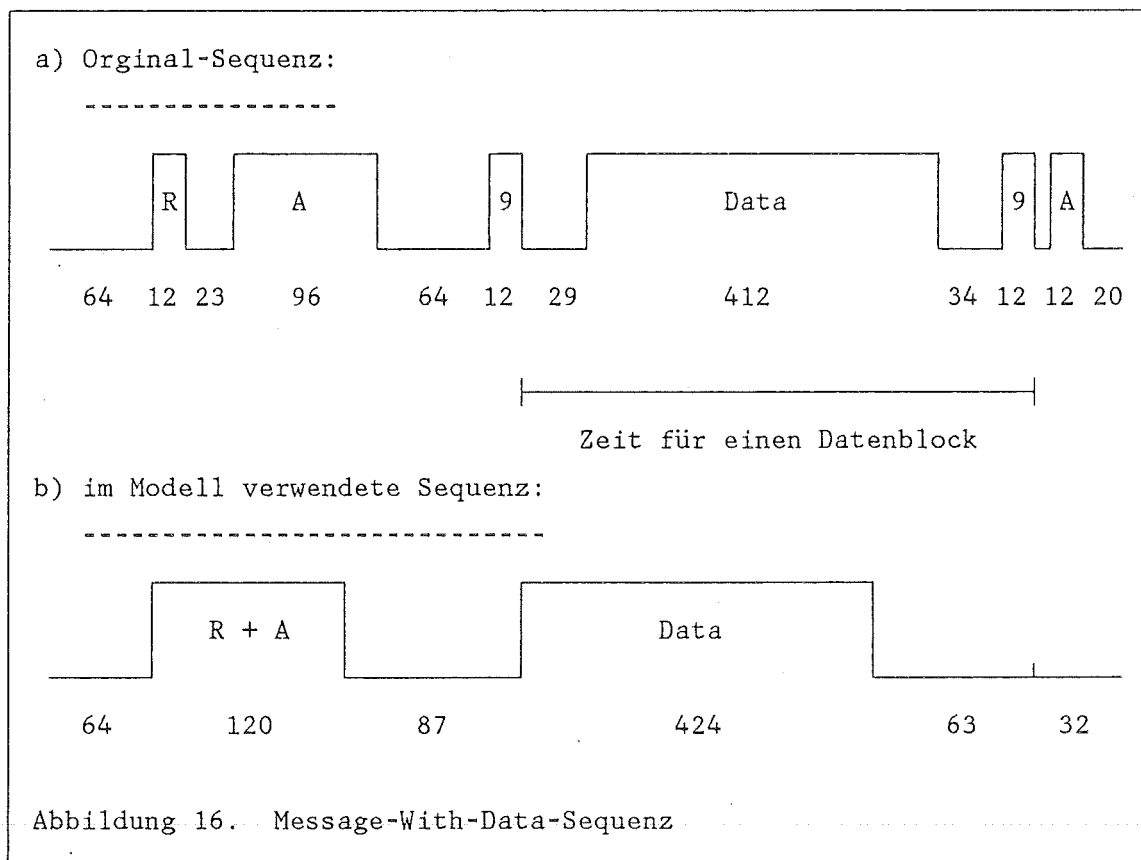 a) Orginal-Sequenz:
R A 9 Data 9 A
64 12 23 96 64 12 29 412 34 12 12 20
Zeit für einen Datenblock
b) im Modell verwendete Sequenz:
R + A Data
64 120 87 424 63 32
Abbildung 16. Message-With-Data-Sequenz